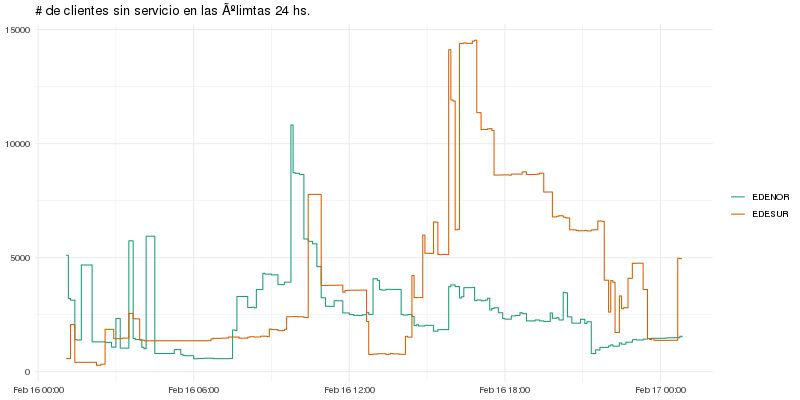 # de clientes sin servicio en las Ãºlimtas 24 hs.
15000
10000
5000
0
Feb 16 00:00 Feb 16 06:00 Feb 16 12:00 Feb 16 18:00 Feb 17 00:00
EDENOR
EDESUR